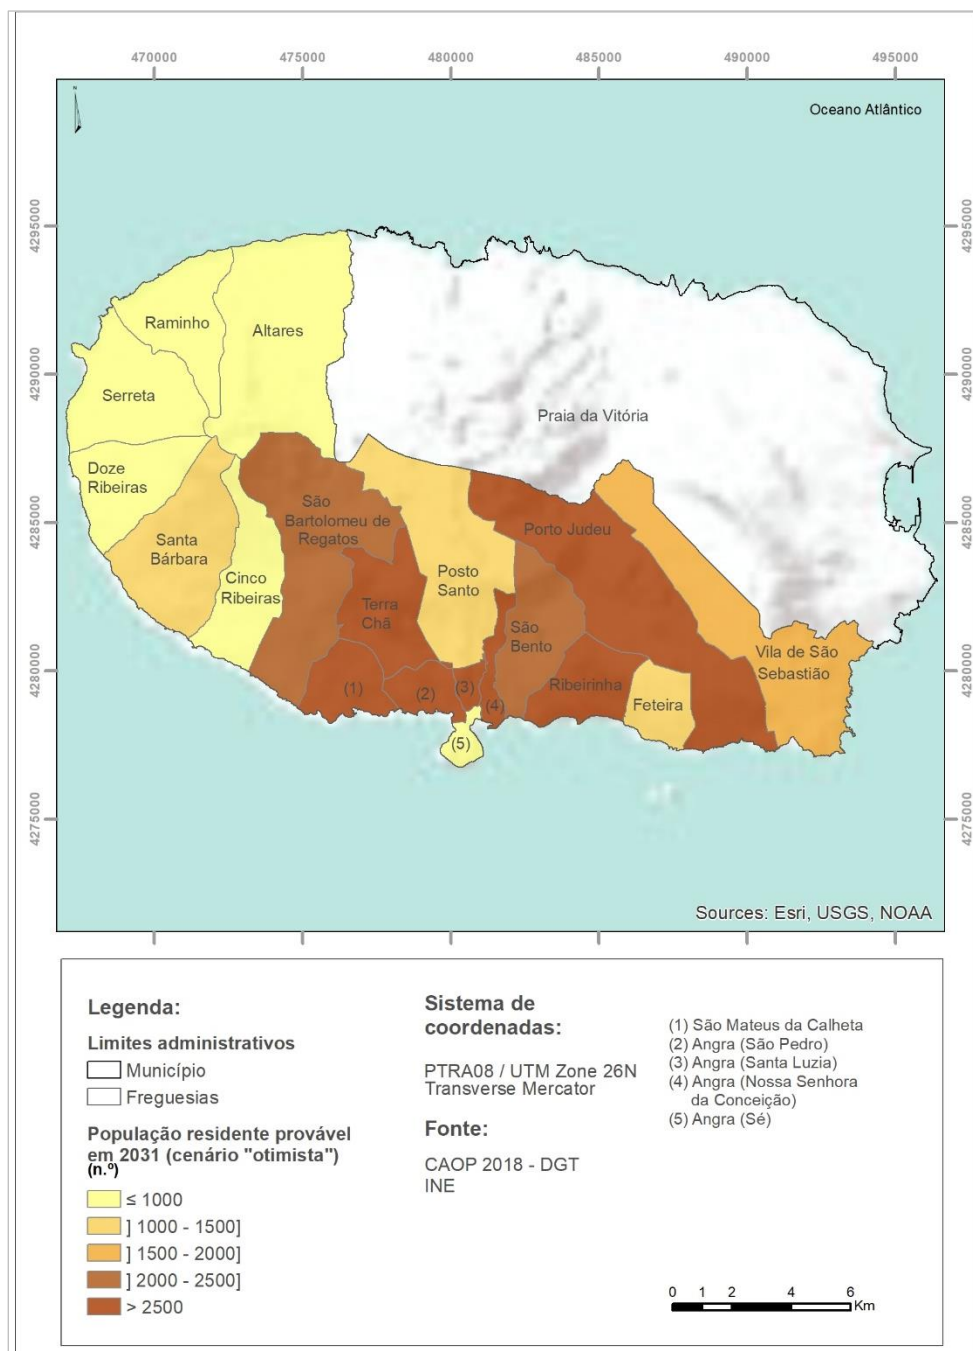 470000
475000
480000
485000
490000
495000
N
Oceano Atlântico
4295000
4295000
Raminho
Altares
4290000
4290000
Serreta
Praia da Vitória
Doze
Ribeiras
São
Bartolomeu de
Regatos
4285000
4285000
Porto Judeu
Santa
Bárbara
Cinco
Ribeiras
Posto
Santo
Terra
Chã
São
Bento
Vila de São
Sebastião
4280000
4280000
(1)
(2)
(3)
(4)
Ribeirinha
Feteira
(5)
4275000
4275000
Sources: Esri, USGS, NOAA
Legenda:
Limites administrativos
Município
Freguesias
População residente provável
em 2031 (cenário "otimista")
(n.º)
≤ 1000
] 1000 - 1500]
] 1500 - 2000]
] 2000 - 2500]
> 2500
Sistema de
coordenadas:
PTRA08 / UTM Zone 26N
Transverse Mercator
Fonte:
CAOP 2018 - DGT
INE
(1) São Mateus da Calheta
(2) Angra (São Pedro)
(3) Angra (Santa Luzia)
(4) Angra (Nossa Senhora
da Conceição)
(5) Angra (Sé)
0 1 2 4 6
Km